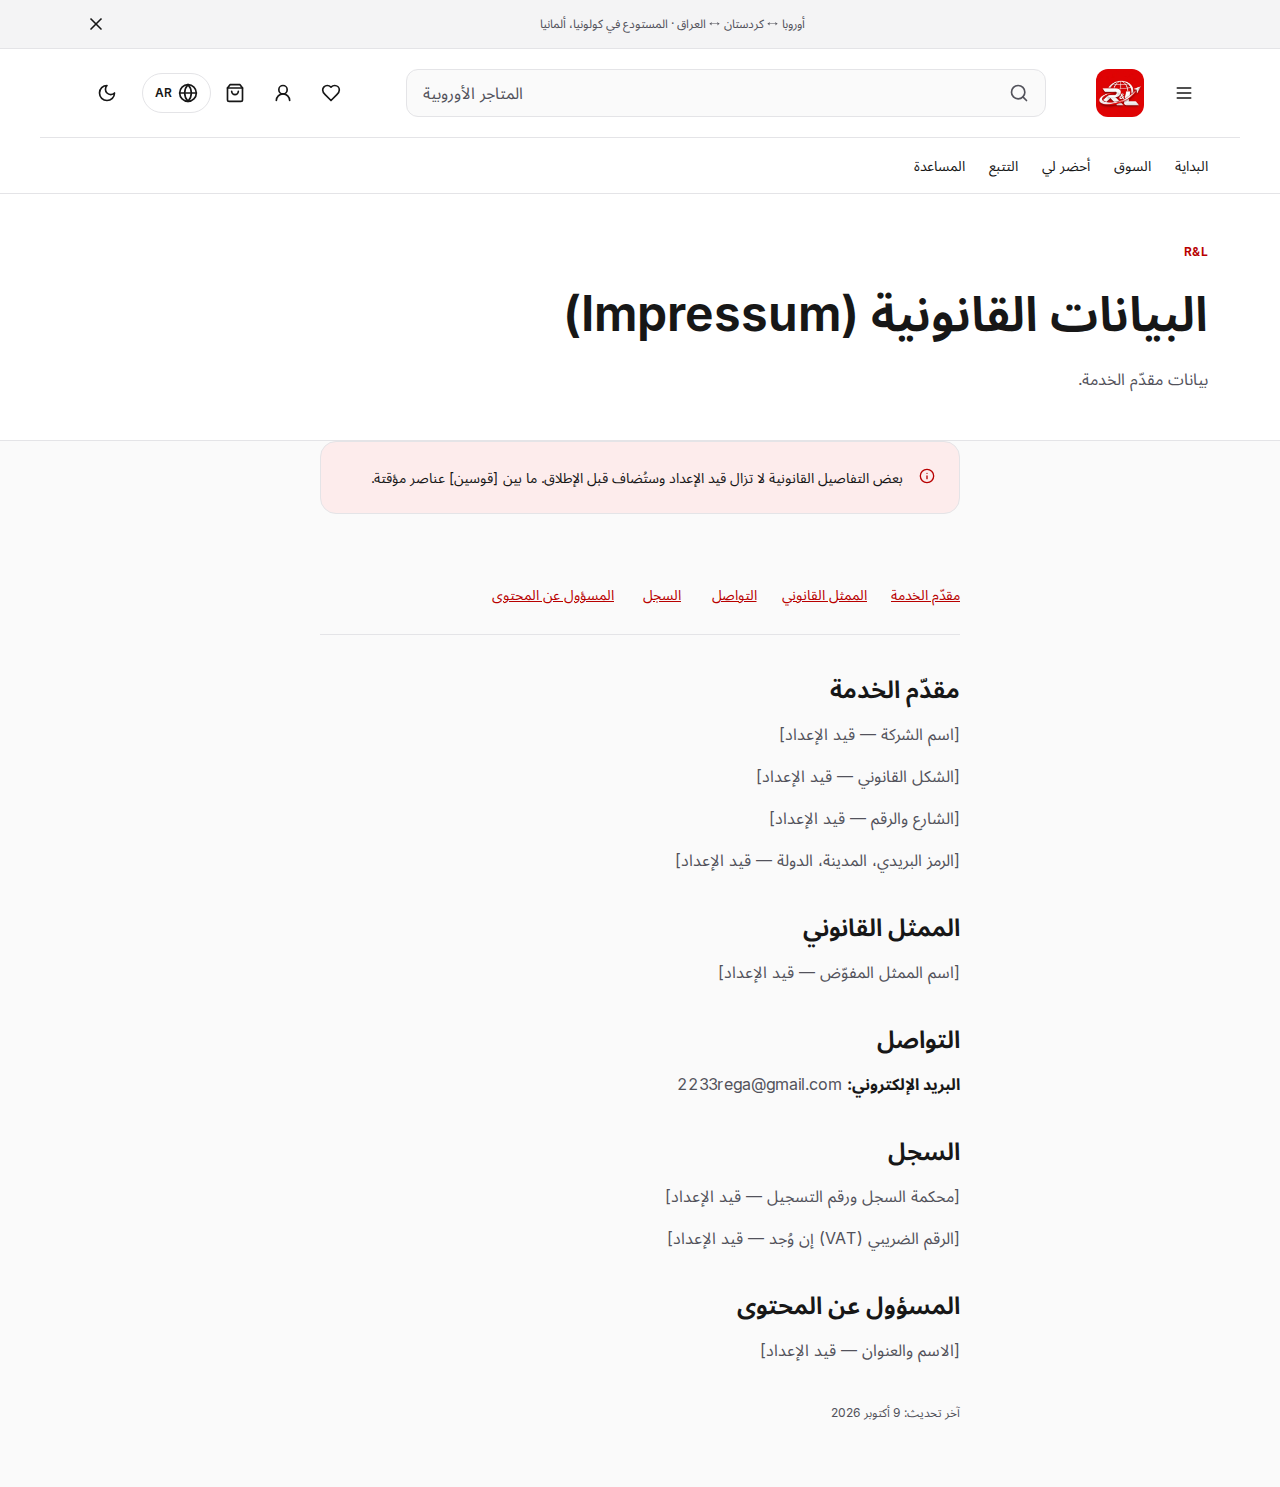 أوروبا ↔ كردستان ↔ العراق · المستودع في كولونيا، ألمانيا
R&L
المتاجر الأوروبية
AR
البداية السوق أحضر لي التتبع المساعدة
R&L
البيانات القانونية (Impressum)
بيانات مقدّم الخدمة.
بعض التفاصيل القانونية لا تزال قيد الإعداد وستُضاف قبل الإطلاق. ما بين [قوسين] عناصر مؤقتة.
مقدّم الخدمة الممثل القانوني التواصل السجل المسؤول عن المحتوى
مقدّم الخدمة
[اسم الشركة — قيد الإعداد]
[الشكل القانوني — قيد الإعداد]
[الشارع والرقم — قيد الإعداد]
[الرمز البريدي، المدينة، الدولة — قيد الإعداد]
الممثل القانوني
[اسم الممثل المفوّض — قيد الإعداد]
التواصل
البريد الإلكتروني: 2233rega@gmail.com
السجل
[محكمة السجل ورقم التسجيل — قيد الإعداد]
[الرقم الضريبي (VAT) إن وُجد — قيد الإعداد]
المسؤول عن المحتوى
[الاسم والعنوان — قيد الإعداد]
آخر تحديث: 9 أكتوبر 2026